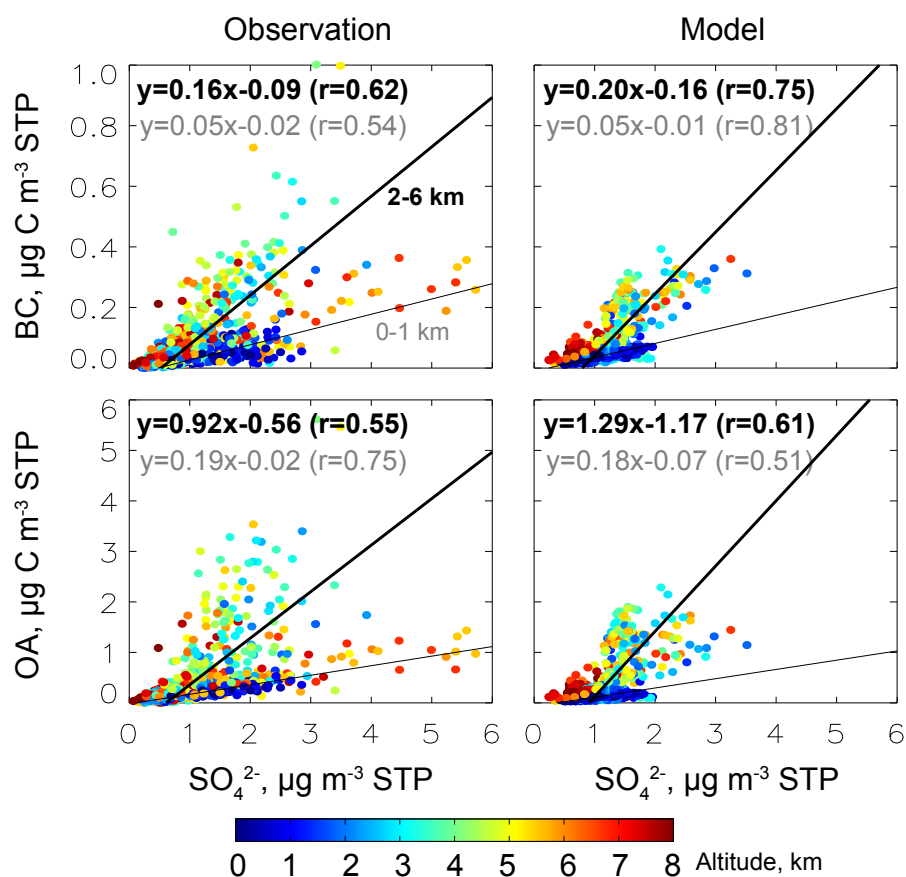 Observation
Model
1.0
0.8
0.6
0.4
0.2
0.0
BC, µg C m⁻³ STP
y=0.16x-0.09 (r=0.62)
y=0.05x-0.02 (r=0.54)
2-6 km
0-1 km
y=0.20x-0.16 (r=0.75)
y=0.05x-0.01 (r=0.81)
6
5
4
3
2
1
0
OA, µg C m⁻³ STP
y=0.92x-0.56 (r=0.55)
y=0.19x-0.02 (r=0.75)
y=1.29x-1.17 (r=0.61)
y=0.18x-0.07 (r=0.51)
0 1 2 3 4 5 6
0 1 2 3 4 5 6
SO₄²⁻, µg m⁻³ STP
SO₄²⁻, µg m⁻³ STP
0 1 2 3 4 5 6 7 8 Altitude, km